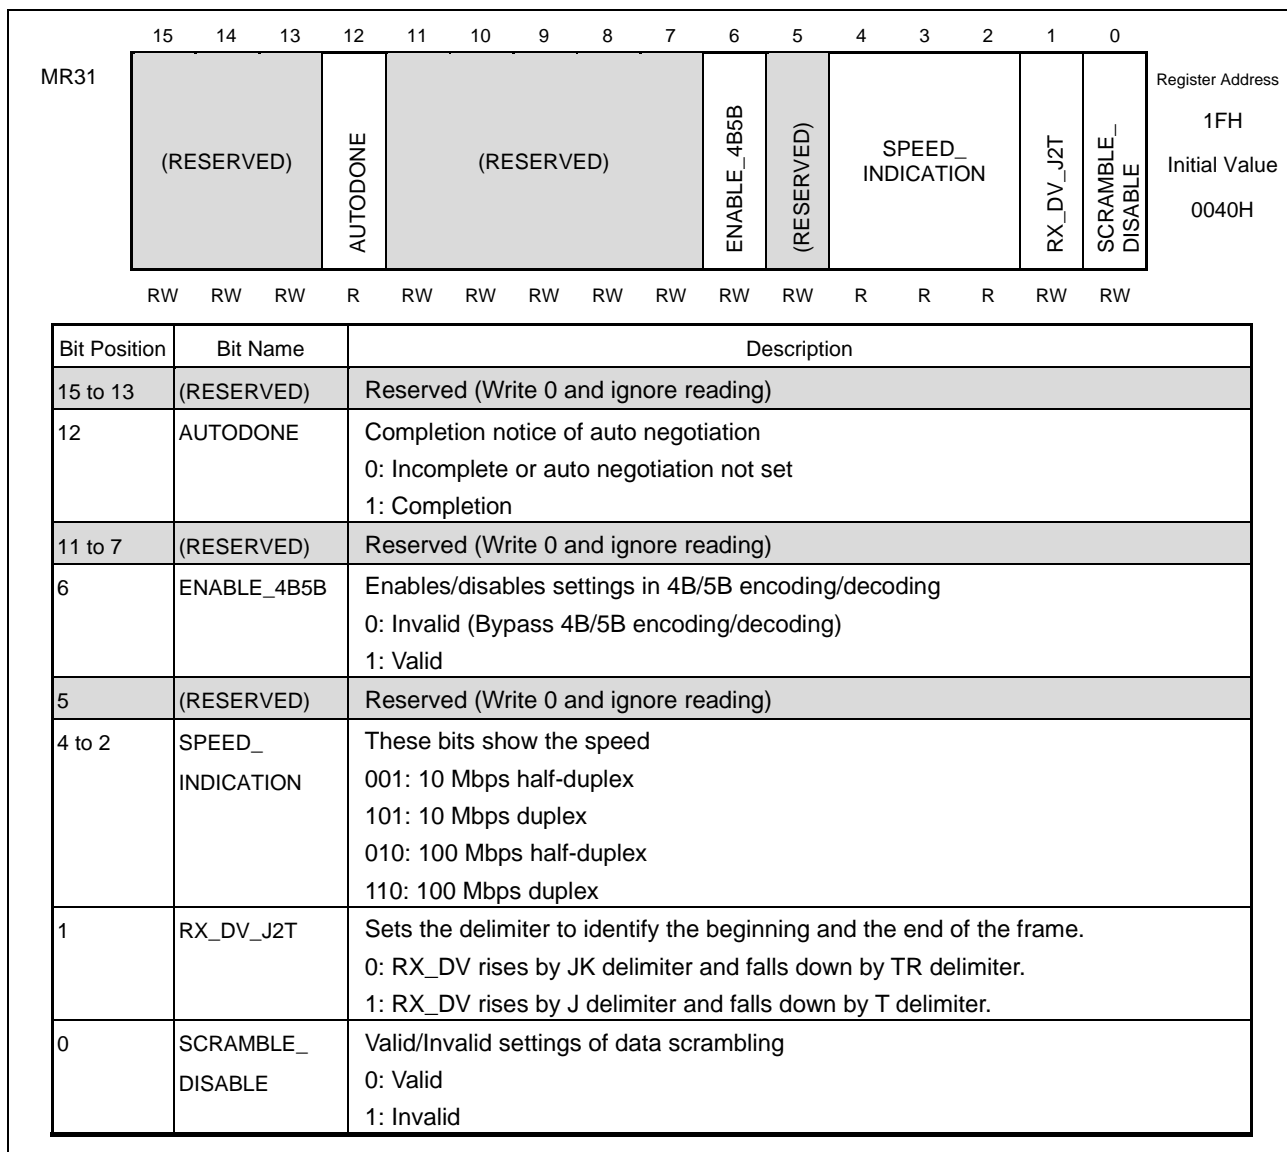 15 14 13 12 11 10 9 8 7 6 5 4 3 2 1 0
MR31
(RESERVED)
AUTODONE
(RESERVED)
ENABLE_4B5B
(RESERVED)
SPEED_
INDICATION
RX_DV_J2T
SCRAMBLE_
DISABLE
Register Address
1FH
Initial Value
0040H
RW RW RW R RW RW RW RW RW RW RW R R R RW RW
Bit Position Bit Name Description
15 to 13 (RESERVED) Reserved (Write 0 and ignore reading)
12 AUTODONE Completion notice of auto negotiation
0: Incomplete or auto negotiation not set
1: Completion
11 to 7 (RESERVED) Reserved (Write 0 and ignore reading)
6 ENABLE_4B5B Enables/disables settings in 4B/5B encoding/decoding
0: Invalid (Bypass 4B/5B encoding/decoding)
1: Valid
5 (RESERVED) Reserved (Write 0 and ignore reading)
4 to 2 SPEED_ These bits show the speed
INDICATION 001: 10 Mbps half-duplex
101: 10 Mbps duplex
010: 100 Mbps half-duplex
110: 100 Mbps duplex
1 RX_DV_J2T Sets the delimiter to identify the beginning and the end of the frame.
0: RX_DV rises by JK delimiter and falls down by TR delimiter.
1: RX_DV rises by J delimiter and falls down by T delimiter.
0 SCRAMBLE_ Valid/Invalid settings of data scrambling
DISABLE 0: Valid
1: Invalid